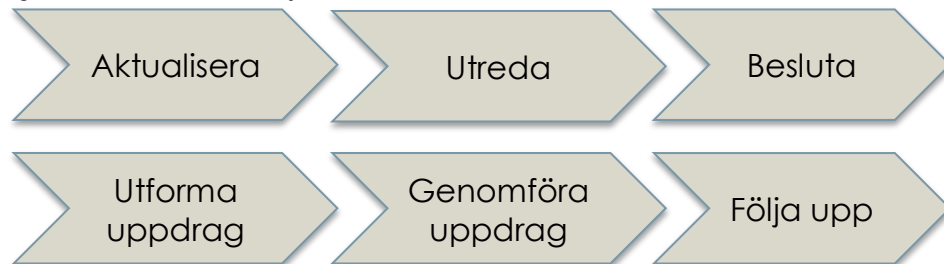 Aktualisera
Utreda
Besluta
Utforma
uppdrag
Genomföra
uppdrag
Följa upp